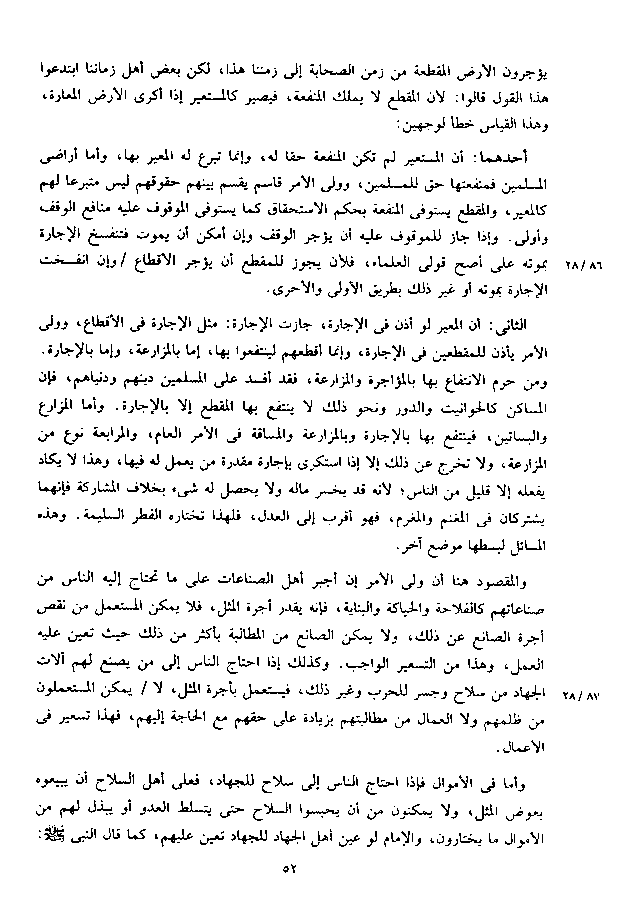 يؤجرون الأرض المقطعة من زمن الصحابة إلى زمننا هذا، لكن بعض أهل زماننا ابتدعوا
هذا القول قالوا: لأن المقطع لا يملك المنفعة، فيصير كالمستعير إذا أكرى الأرض المعارة،
وهذا القياس خطأ لوجهين:
أحدهما: أن المستعير لم تكن المنفعة حقا له، وإنما تبرع له المعير بها، وأما أراضى
المسلمين فمنفعتها حق للمسلمين، وولى الأمر قاسم يقسم بينهم حقوقهم ليس متبرعا لهم
كالمعير، والمقطع يستوفى المنفعة بحكم الاستحقاق كما يستوفى الموقوف عليه منافع الوقف
وأولى. وإذا جاز للموقوف عليه أن يؤجر الوقف وإن أمكن أن يموت فتنفسخ الإجارة
بموته على أصح قولى العلماء، فلأن يجوز للمقطع أن يؤجر الأقطاع / وإن انفسخت ٢٨/٨٦
الإجارة بموته أو غير ذلك بطريق الأولى والأحرى.
الثانى: أن المعير لو أذن فى الإجارة، جازت الإجارة: مثل الإجارة فى الأقطاع، وولى
الأمر يأذن للمقطعين فى الإجارة، وإنما أقطعهم لينتفعوا بها، إما بالمزارعة، وإما بالإجارة.
ومن حرم الانتفاع بها بالمؤاجرة والمزارعة، فقد أفسد على المسلمين دينهم ودنياهم، فإن
المساكن كالحوانيت والدور ونحو ذلك لا ينتفع بها المقطع إلا بالإجارة. وأما المزارع
والبساتين، فينتفع بها بالإجارة وبالمزارعة والمساقة فى الأمر العام، والمرابعة نوع من
المزارعة، ولا تخرج عن ذلك إلا إذا استكرى بإجارة مقدرة من يعمل له فيها، وهذا لا يكاد
يفعله إلا قليل من الناس؛ لأنه قد يخسر ماله ولا يحصل له شىء بخلاف المشاركة فإنهما
يشتركان فى المغنم والمغرم، فهو أقرب إلى العدل، فلهذا تختاره الفطر السليمة. وهذه
المسائل لبسطها موضع آخر.
والمقصود هنا أن ولى الأمر إن أجبر أهل الصناعات على ما تحتاج إليه الناس من
صناعاتهم كالفلاحة والحياكة والبناية، فإنه يقدر أجرة المثل، فلا يمكن المستعمل من نقص
أجرة الصانع عن ذلك، ولا يمكن الصانع من المطالبة بأكثر من ذلك حيث تعين عليه
العمل، وهذا من التسعير الواجب. وكذلك إذا احتاج الناس إلى من يصنع لهم آلات
الجهاد من سلاح وجسر للحرب وغير ذلك، فيستعمل بأجرة المثل، لا / يمكن المستعملون ٢٨/٨٧
من ظلمهم ولا العمال من مطالبتهم بزيادة على حقهم مع الحاجة إليهم، فهذا تسعير فى
الأعمال.
وأما فى الأموال فإذا احتاج الناس إلى سلاح للجهاد، فعلى أهل السلاح أن يبيعوه
بعوض المثل، ولا يمكنون من أن يحبسوا السلاح حتى يتسلط العدو أو يبذل لهم من
الأموال ما يختارون، والإمام لو عين أهل الجهاد للجهاد تعين عليهم، كما قال النبى ﷺ:
٥٢